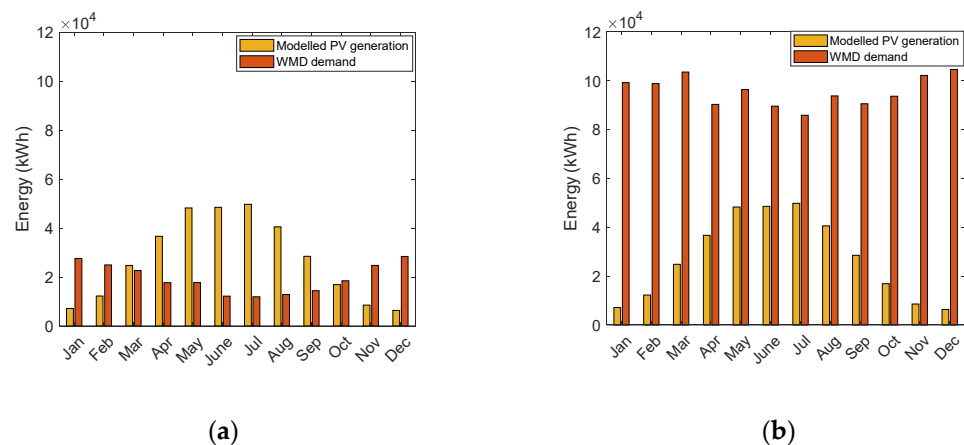 ×10⁴
12
10
8
6
4
2
0
Energy (kWh)
Modelled PV generation
WMD demand
Jan
Feb
Mar
Apr
May
June
Jul
Aug
Sep
Oct
Nov
Dec
(a)
×10⁴
12
10
8
6
4
2
0
Energy (kWh)
Modelled PV generation
WMD demand
Jan
Feb
Mar
Apr
May
June
Jul
Aug
Sep
Oct
Nov
Dec
(b)